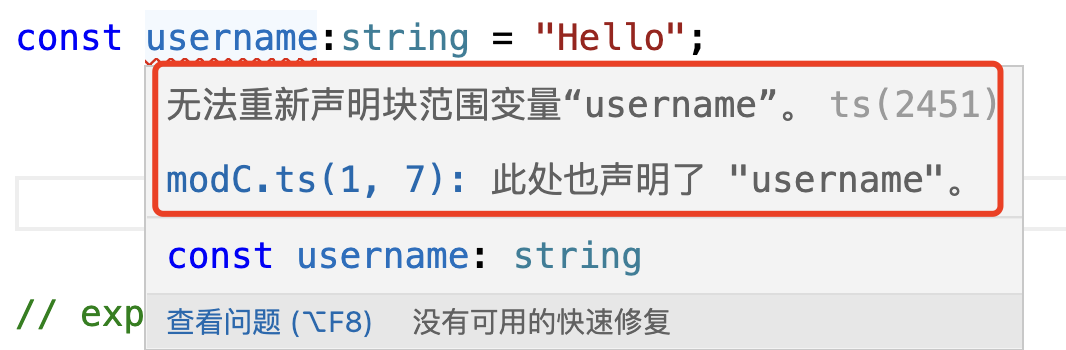 const username:string = "Hello";
无法重新声明块范围变量“username”。 ts(2451)
modC.ts(1, 7): 此处也声明了 "username"。
const username: string
// exp
查看问题 (⌥F8) 没有可用的快速修复